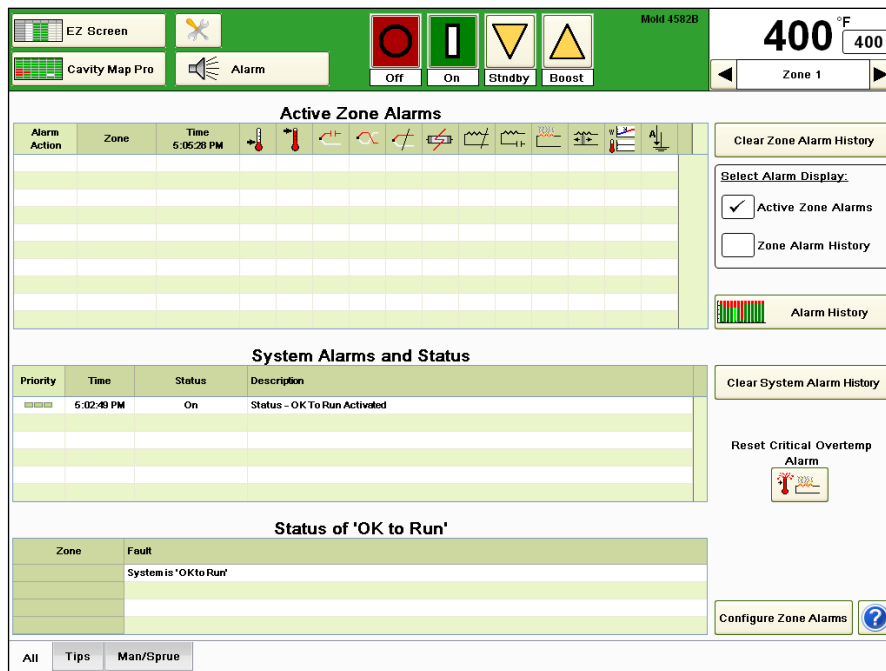 EZ Screen
Mold 4582B
°F
400
400
Cavity Map Pro
Alarm
Off
On
Stndby
Boost
Zone 1
Active Zone Alarms
Alarm Action
Zone
Time
5:05:28 PM
Clear Zone Alarm History
Select Alarm Display:
Active Zone Alarms
Zone Alarm History
Alarm History
System Alarms and Status
Priority
Time
Status
Description
Clear System Alarm History
5:02:49 PM
On
Status - OK To Run Activated
Reset Critical Overtemp
Alarm
Status of 'OK to Run'
Zone
Fault
System is 'OK to Run'
Configure Zone Alarms
?
All
Tips
Man/Sprue